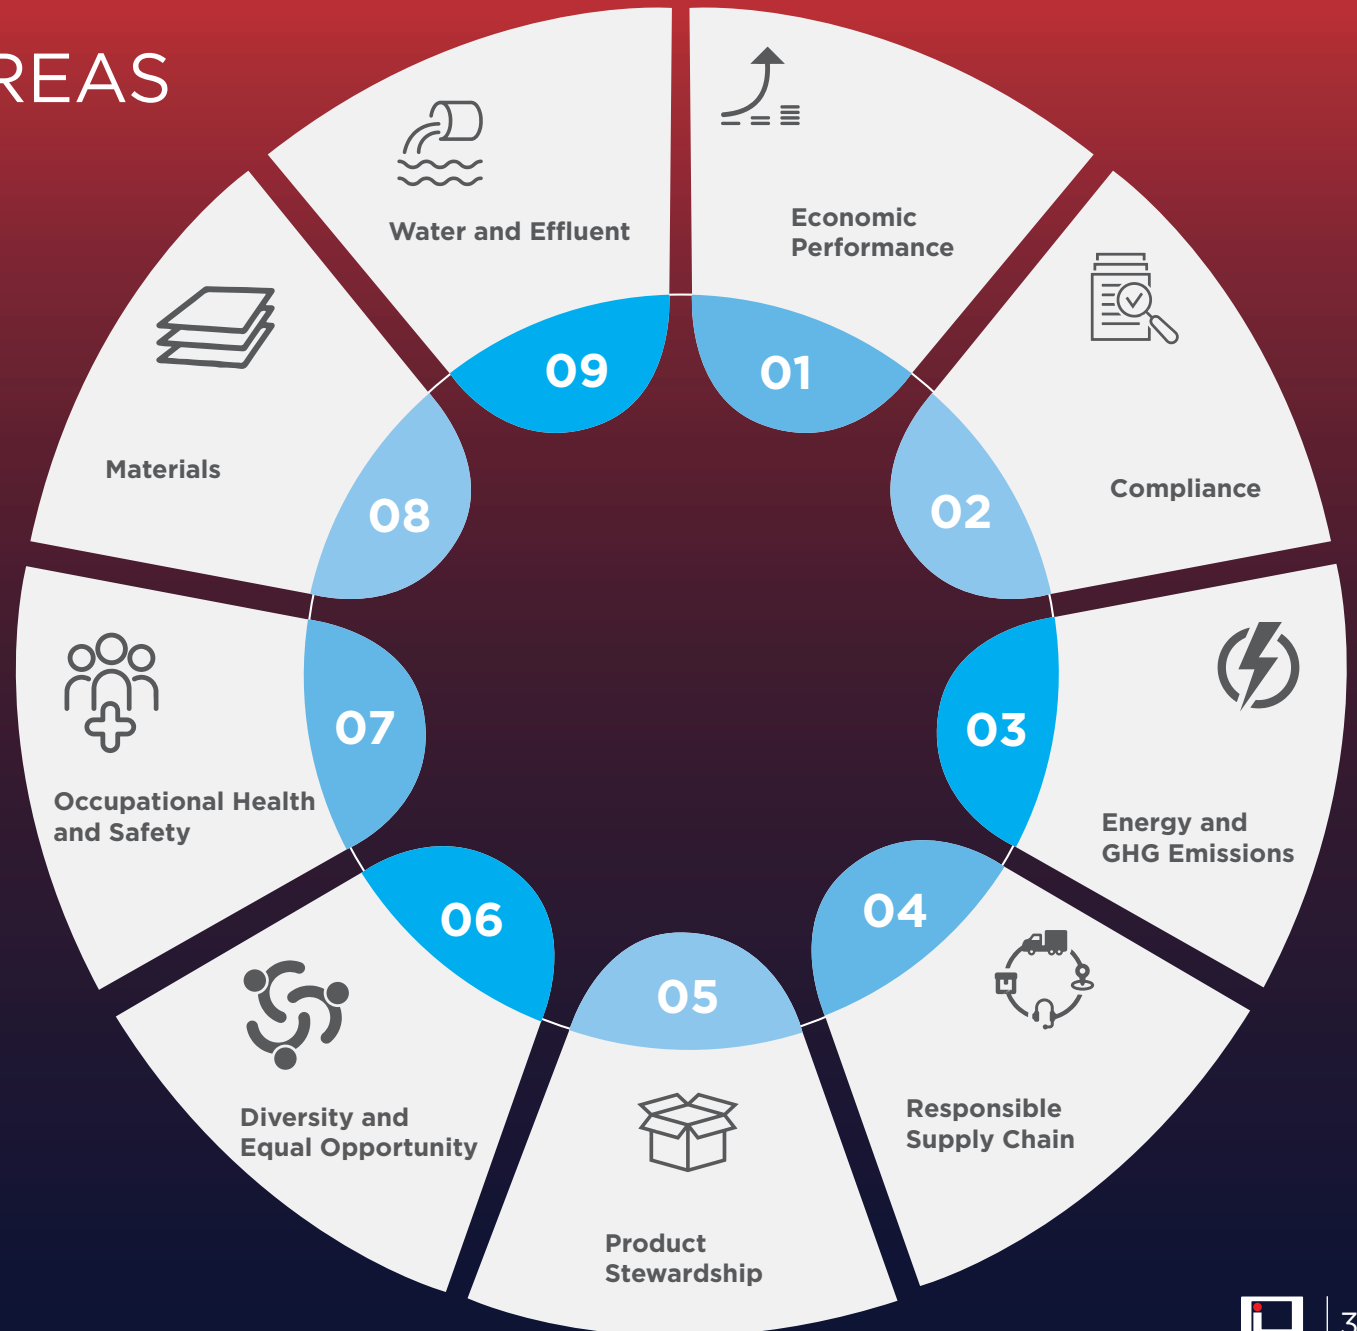 REAS
Economic
Performance
01
Compliance
02
Energy and
GHG Emissions
03
Responsible
Supply Chain
04
Product
Stewardship
05
Diversity and
Equal Opportunity
06
Occupational Health
and Safety
07
Materials
08
Water and Effluent
09
3